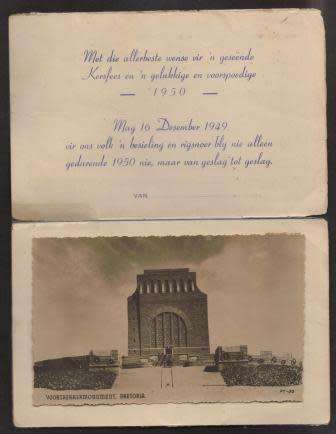 Met die allerbeste wense vir 'n geseënde
Kersfees en 'n gelukkige en voorspoedige
— 1950 —
Mag 16 Desember 1949
vir ons volk 'n besieling en rigsnoer bly nie alleen
gedurende 1950 nie, maar van geslag tot geslag.
VAN
VOORTREKKERMONUMENT, PRETORIA